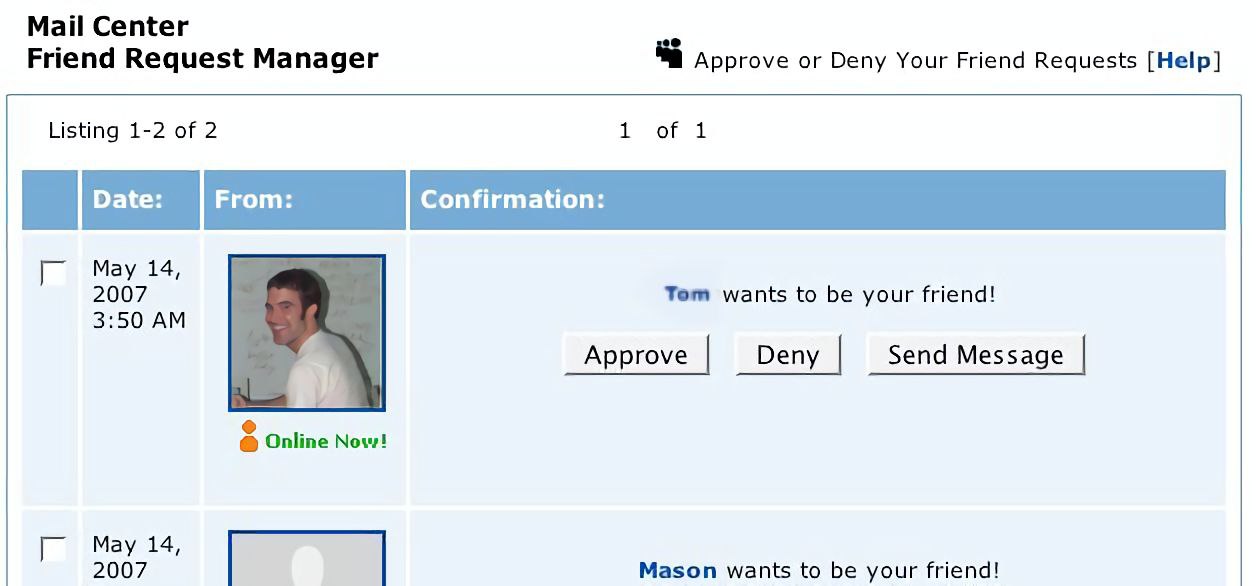 Mail Center
Friend Request Manager
Approve or Deny Your Friend Requests [Help]
Listing 1-2 of 2
1 of 1
Date:
From:
Confirmation:
May 14,
2007
3:50 AM
Online Now!
Tom wants to be your friend!
Approve
Deny
Send Message
May 14,
2007
Mason wants to be your friend!